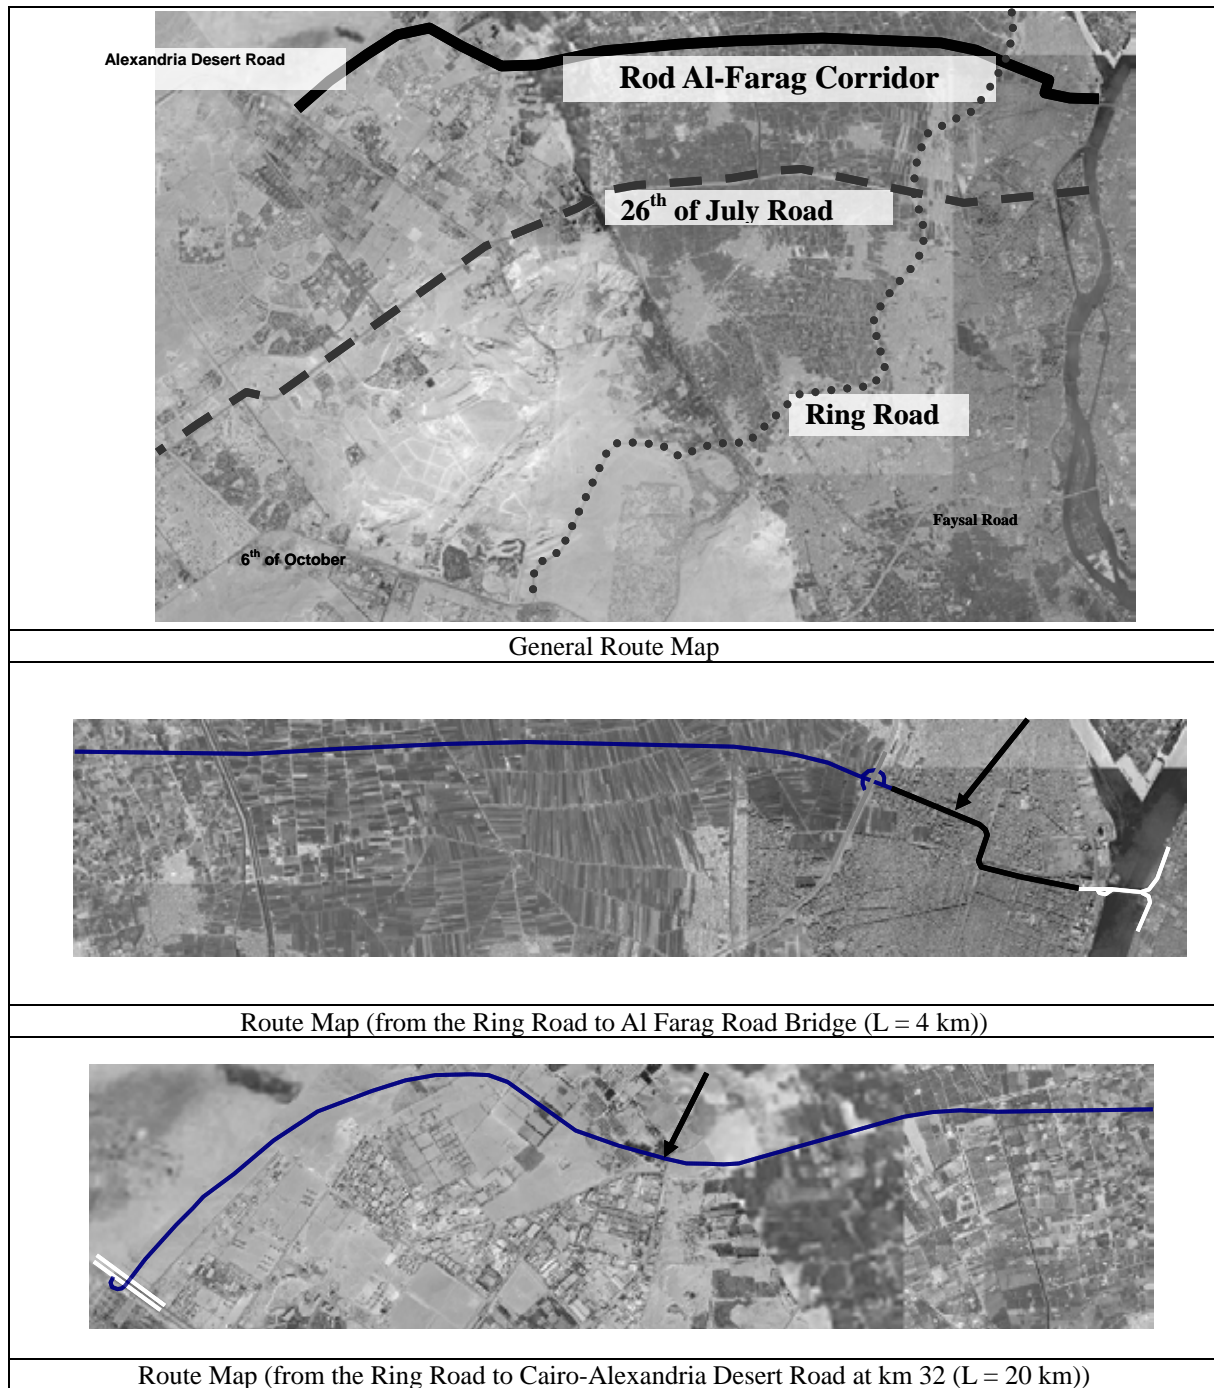 Alexandria Desert Road
Rod Al-Farag Corridor
26th of July Road
Ring Road
Faysal Road
6th of October
General Route Map
Route Map (from the Ring Road to Al Farag Road Bridge (L = 4 km))
Route Map (from the Ring Road to Cairo-Alexandria Desert Road at km 32 (L = 20 km))